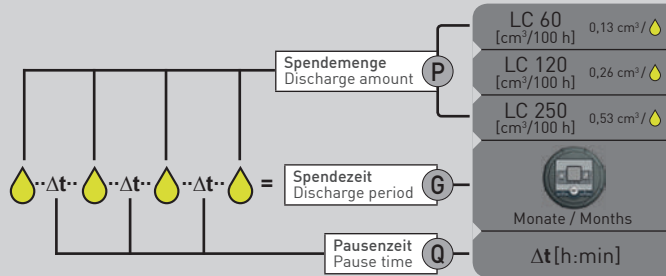 LC 60
[cm³/100 h]
0,13 cm³/
Spendemenge
Discharge amount
P
LC 120
[cm³/100 h]
0,26 cm³/
LC 250
[cm³/100 h]
0,53 cm³/
··Δt·· ··Δt·· ··Δt·· =
Spendezeit
Discharge period
G
Monate / Months
Pausenzeit
Pause time
Q
Δt [h:min]